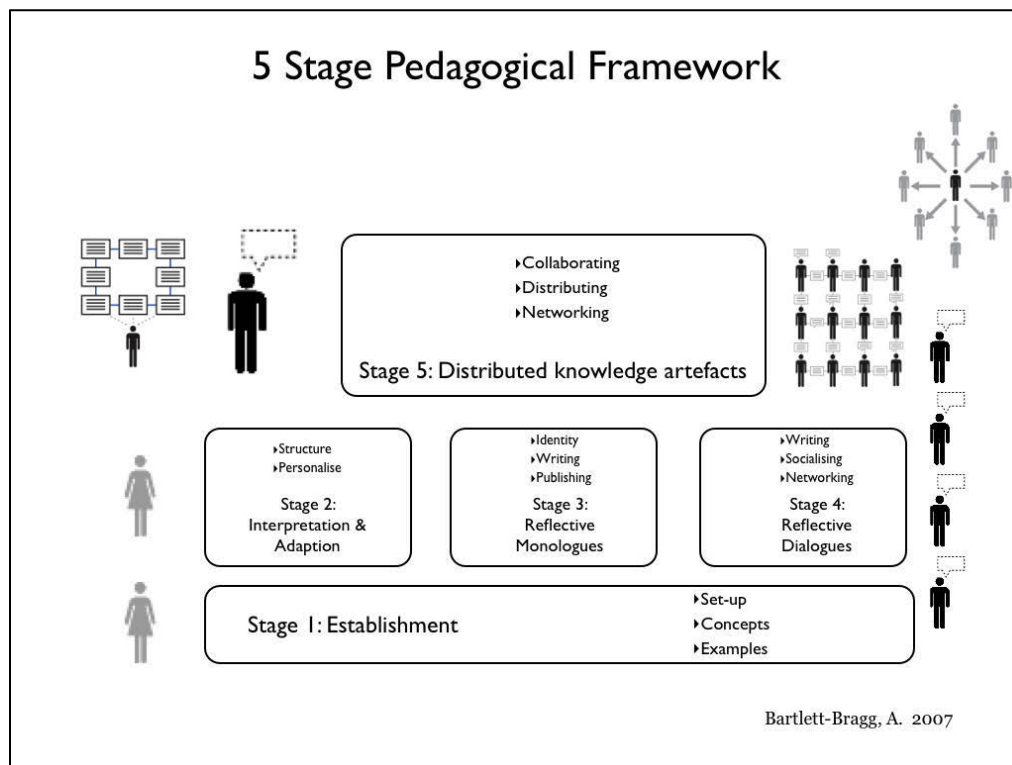 5 Stage Pedagogical Framework
▸Collaborating
▸Distributing
▸Networking
Stage 5: Distributed knowledge artefacts
▸Structure
▸Personalise
Stage 2:
Interpretation &
Adaption
▸Identity
▸Writing
▸Publishing
Stage 3:
Reflective
Monologues
▸Writing
▸Socialising
▸Networking
Stage 4:
Reflective
Dialogues
Stage 1: Establishment
▸Set-up
▸Concepts
▸Examples
Bartlett-Bragg, A. 2007